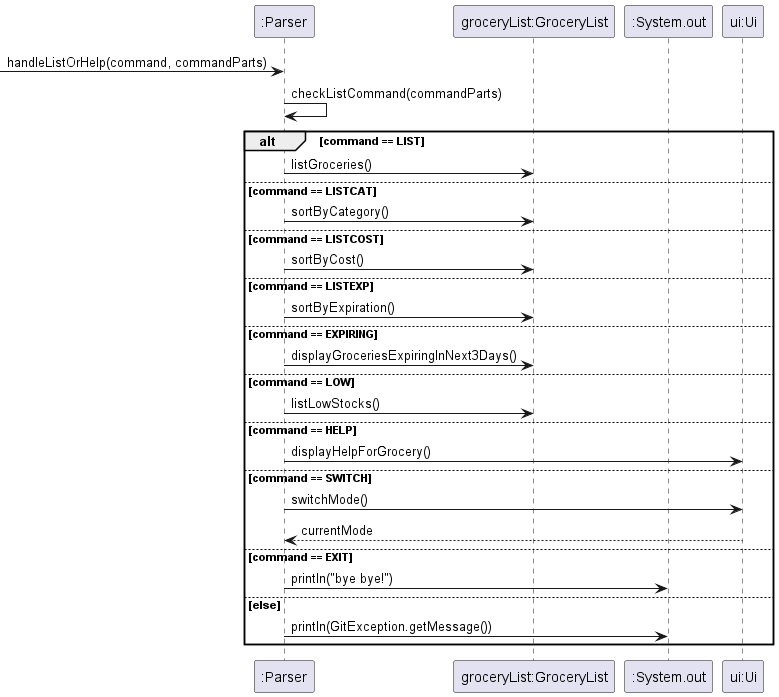 :Parser groceryList:GroceryList :System.out ui:Ui
handleListOrHelp(command, commandParts)
checkListCommand(commandParts)
alt [command == LIST]
listGroceries()
[command == LISTCAT]
sortByCategory()
[command == LISTCOST]
sortByCost()
[command == LISTEXP]
sortByExpiration()
[command == EXPIRING]
displayGroceriesExpiringInNext3Days()
[command == LOW]
listLowStocks()
[command == HELP]
displayHelpForGrocery()
[command == SWITCH]
switchMode()
currentMode
[command == EXIT]
println("bye bye!")
[else]
println(GitException.getMessage())
:Parser groceryList:GroceryList :System.out ui:Ui